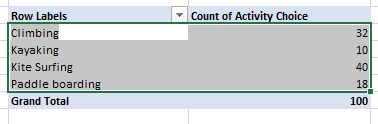 Row Labels Count of Activity Choice
Climbing 32
Kayaking 10
Kite Surfing 40
Paddle boarding 18
Grand Total 100